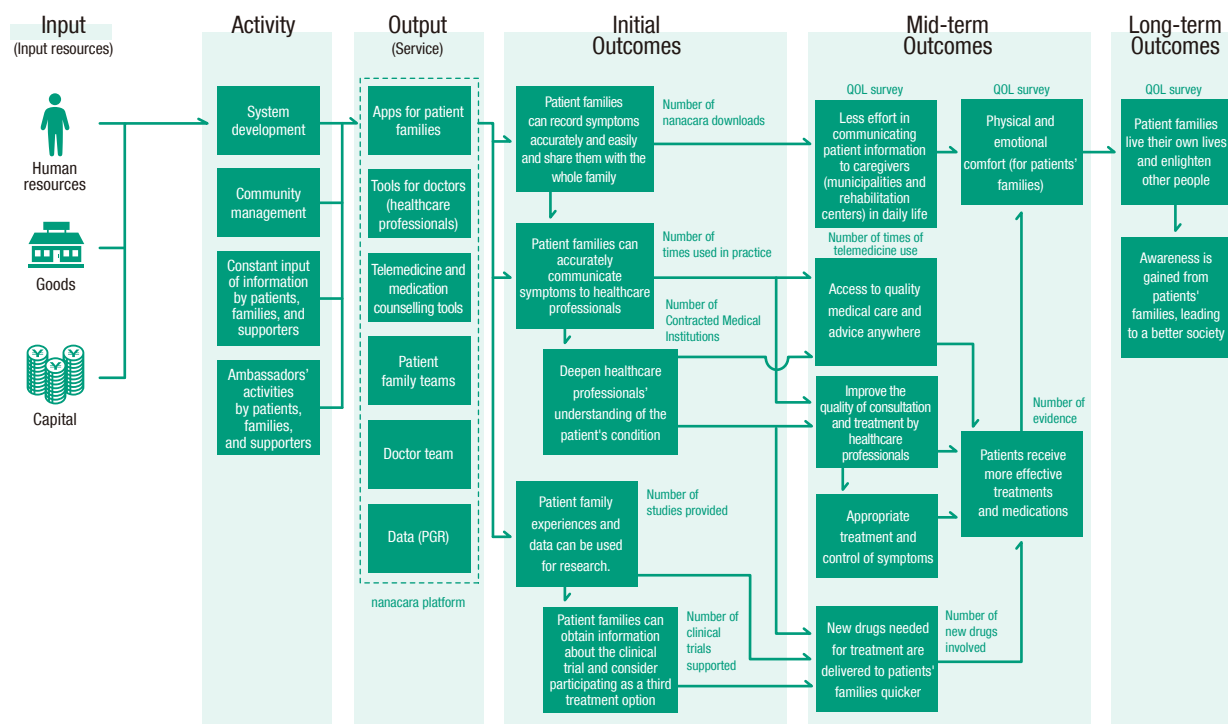 Input
(Input resources)
Human
resources
Goods
¥
¥
¥
Capital
Activity
System
development
Community
management
Constant input
of information
by patients,
families, and
supporters
Ambassadors'
activities
by patients,
families,
and supporters
Output
(Service)
Apps for patient
families
Tools for doctors
(healthcare
professionals)
Telemedicine and
medication
counselling tools
Patient
family teams
Doctor team
Data (PGR)
nanacara platform
Initial
Outcomes
Patient families
can record symptoms
accurately and easily
and share them with the
whole family
Number of
nanacara downloads
Patient families can
accurately
communicate
symptoms to healthcare
professionals
Number of
times used in practice
Number of
Contracted Medical
Institutions
Deepen healthcare
professionals'
understanding of the
patient's condition
Patient family
experiences and
data can be used
for research.
Number of
studies provided
Patient families can
obtain information
about the clinical
trial and consider
participating as a third
treatment option
Number of
clinical
trials
supported
Mid-term
Outcomes
QOL survey
Less effort in
communicating
patient information
to caregivers
(municipalities and
rehabilitation
centers) in daily life
Number of times of
telemedicine use
Access to quality
medical care and
advice anywhere
Improve the
quality of consultation
and treatment by
healthcare
professionals
Appropriate
treatment and
control of symptoms
New drugs needed
for treatment are
delivered to patients'
families quicker
QOL survey
Physical and
emotional
comfort (for patients'
families)
Number of
evidence
Patients receive
more effective
treatments
and medications
Number of
new drugs
involved
Long-term
Outcomes
QOL survey
Patient families
live their own lives
and enlighten
other people
Awareness is
gained from
patients'
families, leading
to a better society